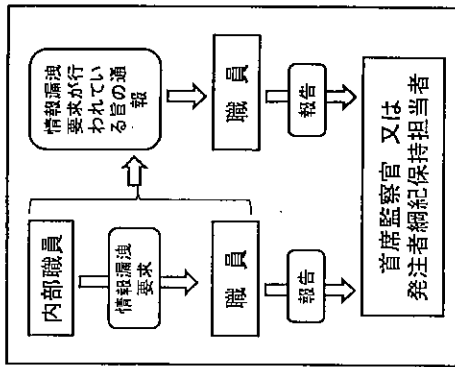 内部職員
情報漏洩
要求
職　員
報告
情報漏洩
要求が行
われてい
る旨の通
報
職　員
報告
首席監察官 又は
発注者綱紀保持担当者